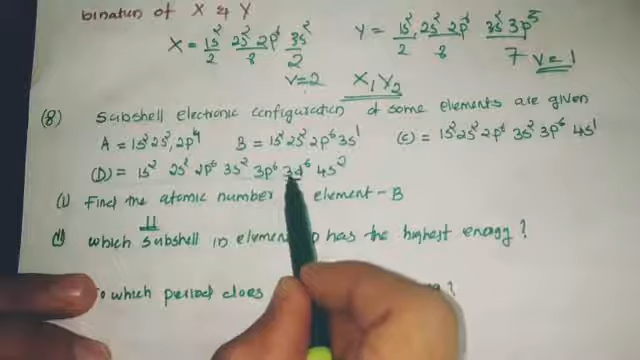 bination of X & Y
X = 1s² 2s² 2p⁶ 3s² Y = 1s², 2s² 2p⁶ 3s² 3p⁵
2 8 2 2 8 7 V=1
V=2 X₁Y₂
(8) Subshell electronic configuration of some elements are given
A = 1s² 2s², 2p⁴ B = 1s² 2s² 2p⁶ 3s¹ (C) = 1s² 2s² 2p⁶ 3s² 3p⁶ 4s¹
(D) = 1s² 2s² 2p⁶ 3s² 3p⁶ 3d⁶ 4s²
(i) Find the atomic number element - B
11
(ii) which subshell in element has the highest energy?
which period does ?